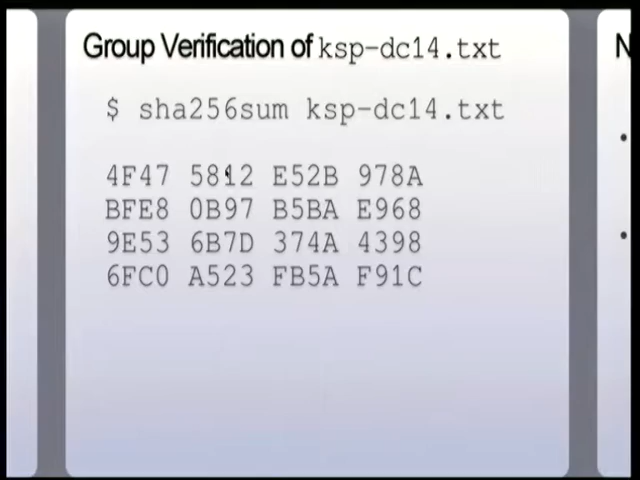 Group Verification of ksp-dc14.txt
$ sha256sum ksp-dc14.txt
4F47 5812 E52B 978A
BFE8 0B97 B5BA E968
9E53 6B7D 374A 4398
6FC0 A523 FB5A F91C
N